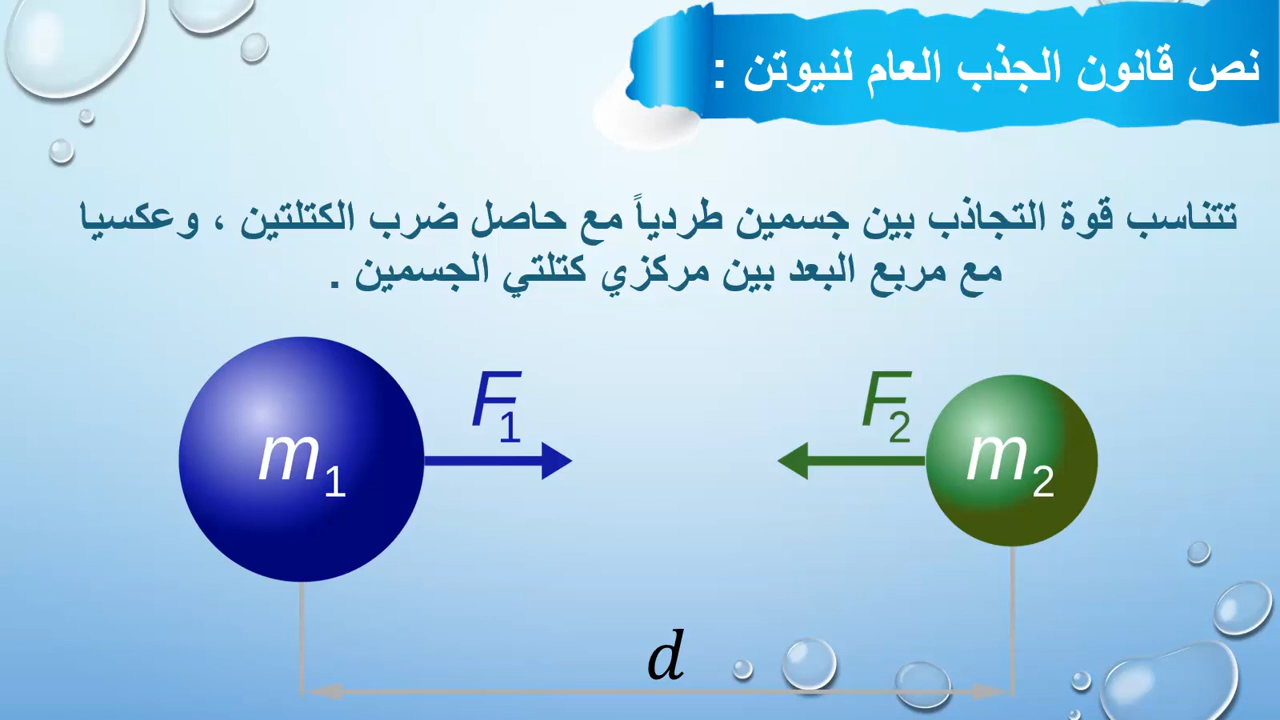 نص قانون الجذب العام لنيوتن :
تتناسب قوة التجاذب بين جسمين طردياً مع حاصل ضرب الكتلتين ، وعكسيا
مع مربع البعد بين مركزي كتلتي الجسمين .
F1
F2
m1
m2
d